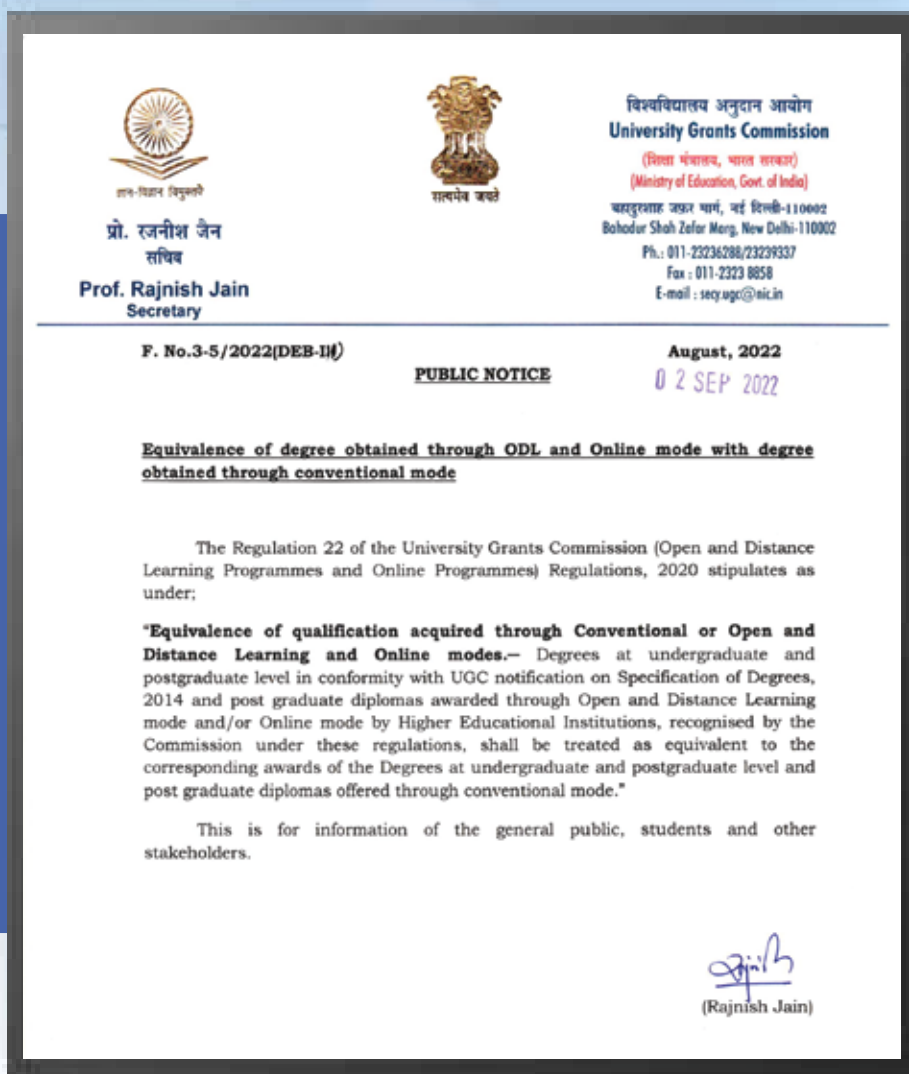 ज्ञान-विज्ञान विमुक्तये
सत्यमेव जयते
विश्वविद्यालय अनुदान आयोग
University Grants Commission
(शिक्षा मंत्रालय, भारत सरकार)
(Ministry of Education, Govt. of India)
बहादुरशाह ज़फ़र मार्ग, नई दिल्ली-110002
Bahadur Shah Zafar Marg, New Delhi-110002
Ph.: 011-23236288/23239337
Fax : 011-2323 8858
E-mail : secy.ugc@nic.in
प्रो. रजनीश जैन
सचिव
Prof. Rajnish Jain
Secretary
F. No.3-5/2022(DEB-III)
August, 2022
02 SEP 2022
PUBLIC NOTICE
Equivalence of degree obtained through ODL and Online mode with degree
obtained through conventional mode
The Regulation 22 of the University Grants Commission (Open and Distance
Learning Programmes and Online Programmes) Regulations, 2020 stipulates as
under;
"Equivalence of qualification acquired through Conventional or Open and
Distance Learning and Online modes.— Degrees at undergraduate and
postgraduate level in conformity with UGC notification on Specification of Degrees,
2014 and post graduate diplomas awarded through Open and Distance Learning
mode and/or Online mode by Higher Educational Institutions, recognised by the
Commission under these regulations, shall be treated as equivalent to the
corresponding awards of the Degrees at undergraduate and postgraduate level and
post graduate diplomas offered through conventional mode."
This is for information of the general public, students and other
stakeholders.
(Rajnish Jain)